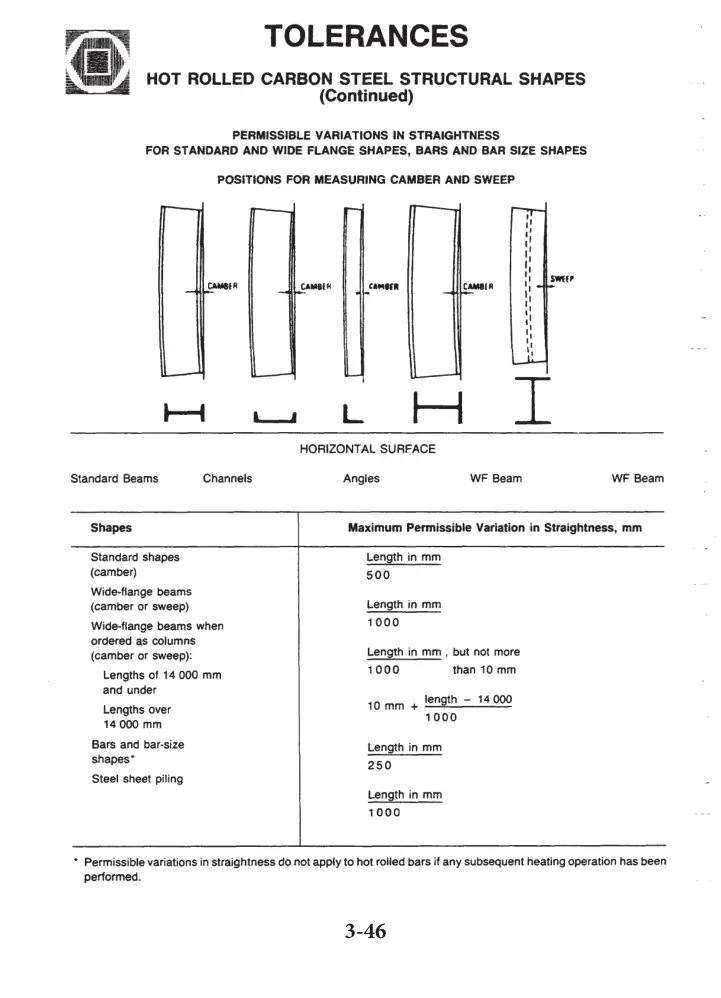 TOLERANCES
HOT ROLLED CARBON STEEL STRUCTURAL SHAPES
(Continued)
PERMISSIBLE VARIATIONS IN STRAIGHTNESS
FOR STANDARD AND WIDE FLANGE SHAPES, BARS AND BAR SIZE SHAPES
POSITIONS FOR MEASURING CAMBER AND SWEEP
CAMBER CAMBER CAMBER CAMBER SWEEP
HORIZONTAL SURFACE
Standard Beams Channels Angles WF Beam WF Beam
Shapes Maximum Permissible Variation in Straightness, mm
Standard shapes
(camber)
Length in mm
500
Wide-flange beams
(camber or sweep)
Length in mm
1000
Wide-flange beams when
ordered as columns
(camber or sweep):
Lengths of 14 000 mm
and under
Length in mm , but not more
1000 than 10 mm
Lengths over
14 000 mm
10 mm + length - 14 000
1000
Bars and bar-size
shapes*
Length in mm
250
Steel sheet piling
Length in mm
1000
* Permissible variations in straightness do not apply to hot rolled bars if any subsequent heating operation has been
performed.
3-46